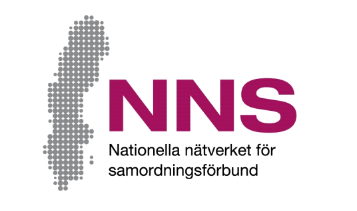 NNS
Nationella nätverket för
samordningsförbund